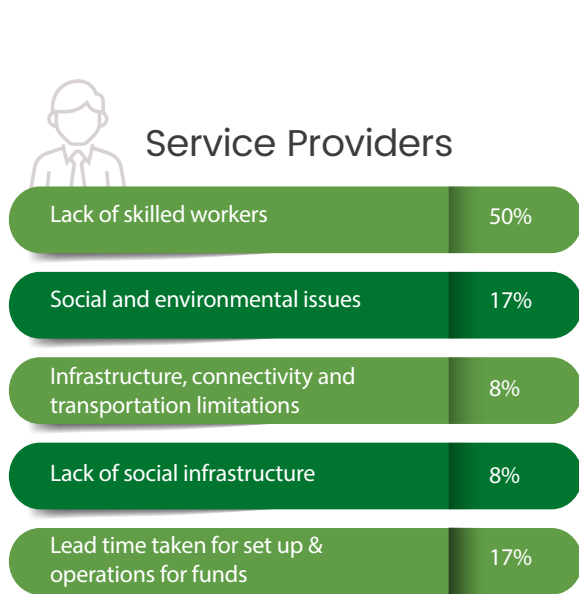 Service Providers
Lack of skilled workers 50%
Social and environmental issues 17%
Infrastructure, connectivity and
transportation limitations 8%
Lack of social infrastructure 8%
Lead time taken for set up &
operations for funds 17%